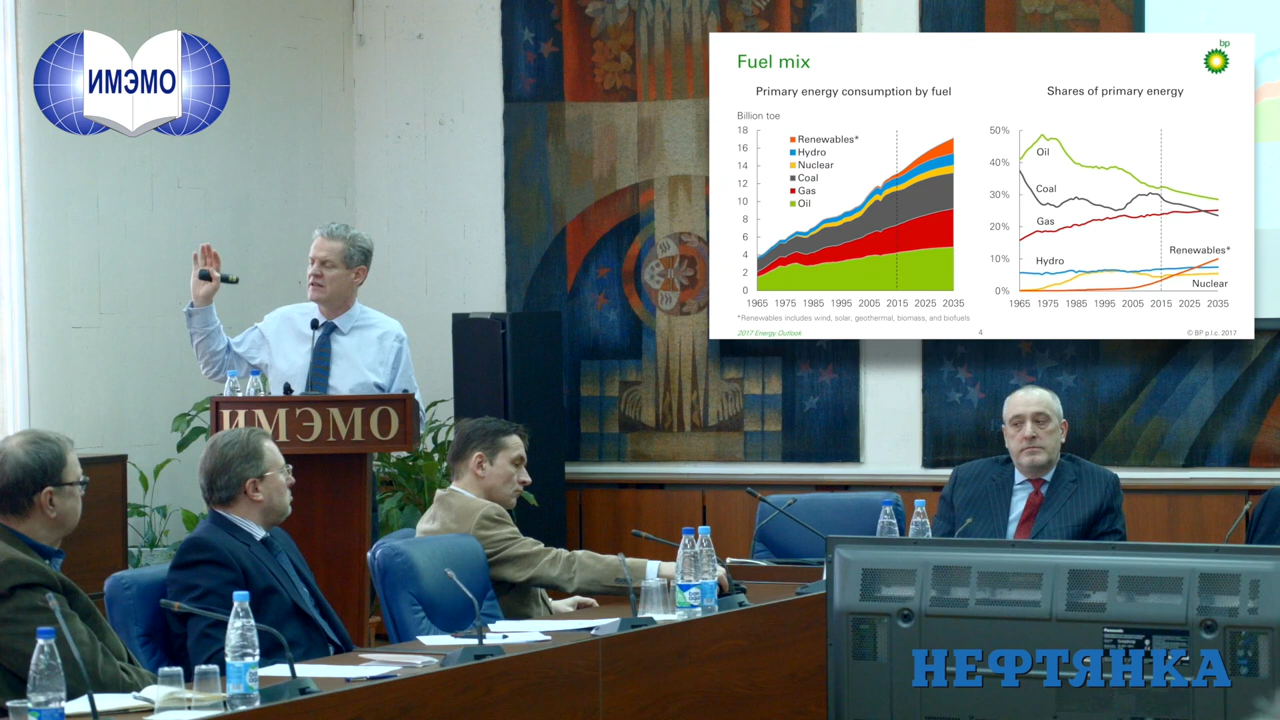 ИМЭМО
ИМЭМО
bp
Fuel mix
Primary energy consumption by fuel
Billion toe
18
16
14
12
10
8
6
4
2
0
Renewables*
Hydro
Nuclear
Coal
Gas
Oil
1965 1975 1985 1995 2005 2015 2025 2035
*Renewables includes wind, solar, geothermal, biomass, and biofuels
2017 Energy Outlook
4
© BP p.l.c. 2017
Shares of primary energy
50%
40%
30%
20%
10%
0%
Oil
Coal
Gas
Hydro
Renewables*
Nuclear
1965 1975 1985 1995 2005 2015 2025 2035
Panasonic
НЕФТЯНКА